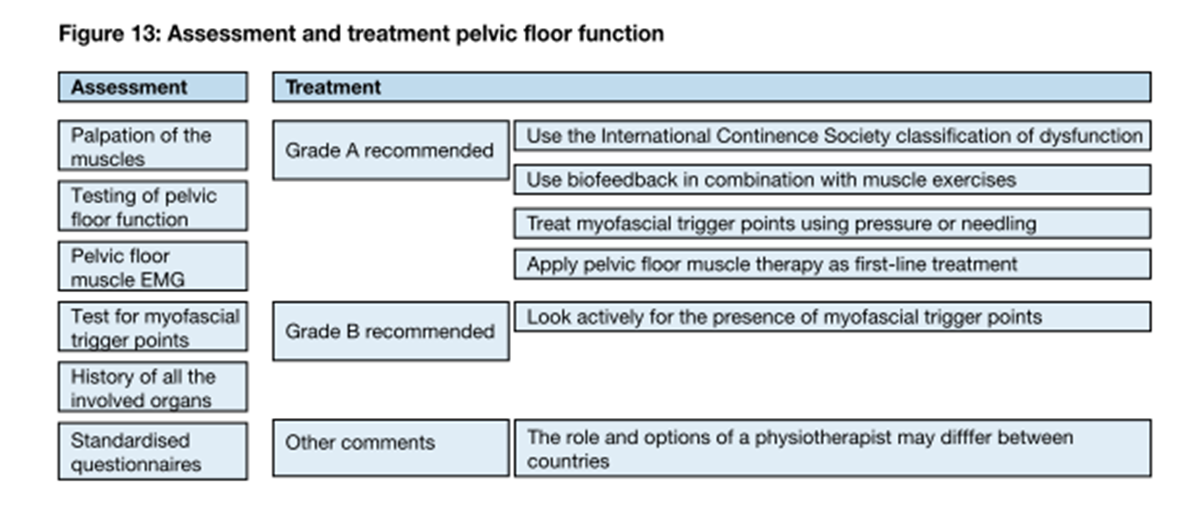 Figure 13: Assessment and treatment pelvic floor function
Assessment
Treatment
Palpation of the
muscles
Testing of pelvic
floor function
Pelvic floor
muscle EMG
Test for myofascial
trigger points
History of all the
involved organs
Standardised
questionnaires
Grade A recommended
Use the International Continence Society classification of dysfunction
Use biofeedback in combination with muscle exercises
Treat myofascial trigger points using pressure or needling
Apply pelvic floor muscle therapy as first-line treatment
Grade B recommended
Look actively for the presence of myofascial trigger points
Other comments
The role and options of a physiotherapist may difffer between
countries